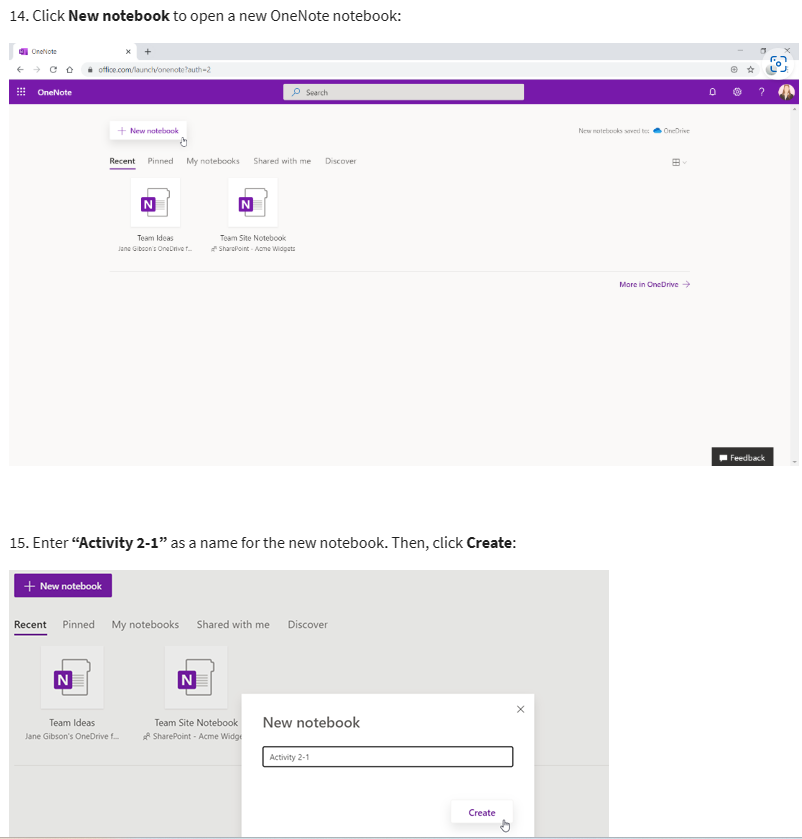 14. Click New notebook to open a new OneNote notebook:
OneNote
office.com/launch/onenote?auth=2
OneNote
Search
?
+ New notebook
New notebooks saved to: OneDrive
Recent Pinned My notebooks Shared with me Discover
N N
Team Ideas Team Site Notebook
Jane Gibson's OneDrive f... SharePoint - Acme Widgets
More in OneDrive →
Feedback
15. Enter “Activity 2-1” as a name for the new notebook. Then, click Create:
+ New notebook
Recent Pinned My notebooks Shared with me Discover
N N
Team Ideas Team Site Notebook
Jane Gibson's OneDrive f... SharePoint - Acme Widge
New notebook
Activity 2-1
Create